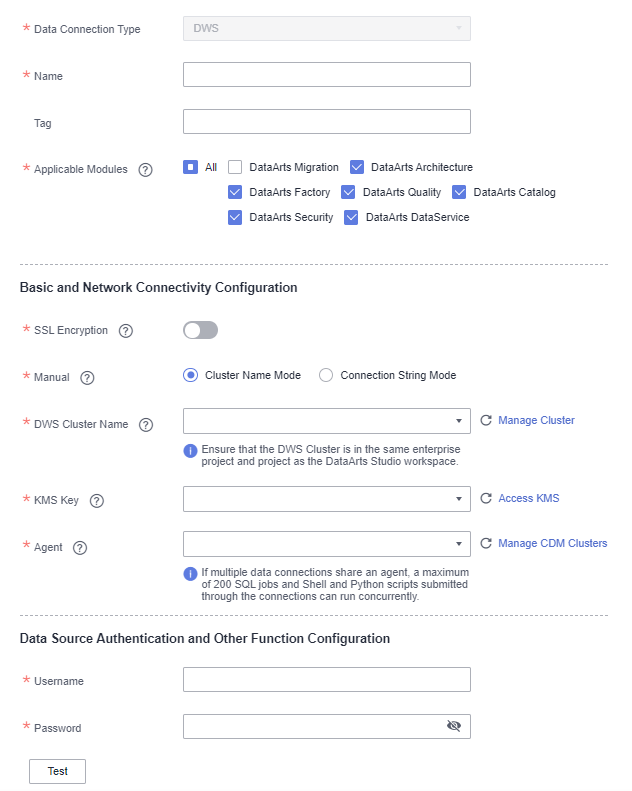 * Data Connection Type DWS
* Name
Tag
* Applicable Modules ? All DataArts Migration DataArts Architecture
DataArts Factory DataArts Quality DataArts Catalog
DataArts Security DataArts DataService
Basic and Network Connectivity Configuration
* SSL Encryption ?
* Manual ? Cluster Name Mode Connection String Mode
* DWS Cluster Name ? Manage Cluster
i Ensure that the DWS Cluster is in the same enterprise
project and project as the DataArts Studio workspace.
* KMS Key ? Access KMS
* Agent ? Manage CDM Clusters
i If multiple data connections share an agent, a maximum
of 200 SQL jobs and Shell and Python scripts submitted
through the connections can run concurrently.
Data Source Authentication and Other Function Configuration
* Username
* Password
Test